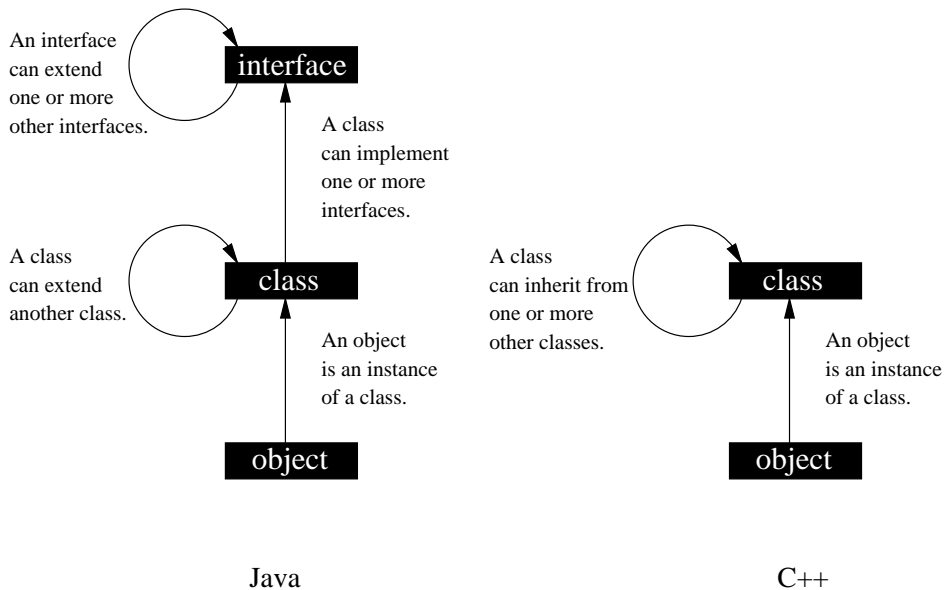 An interface
can extend
one or more
other interfaces.
interface
A class
can implement
one or more
interfaces.
A class
can extend
another class.
class
An object
is an instance
of a class.
object
Java
A class
can inherit from
one or more
other classes.
class
An object
is an instance
of a class.
object
C++